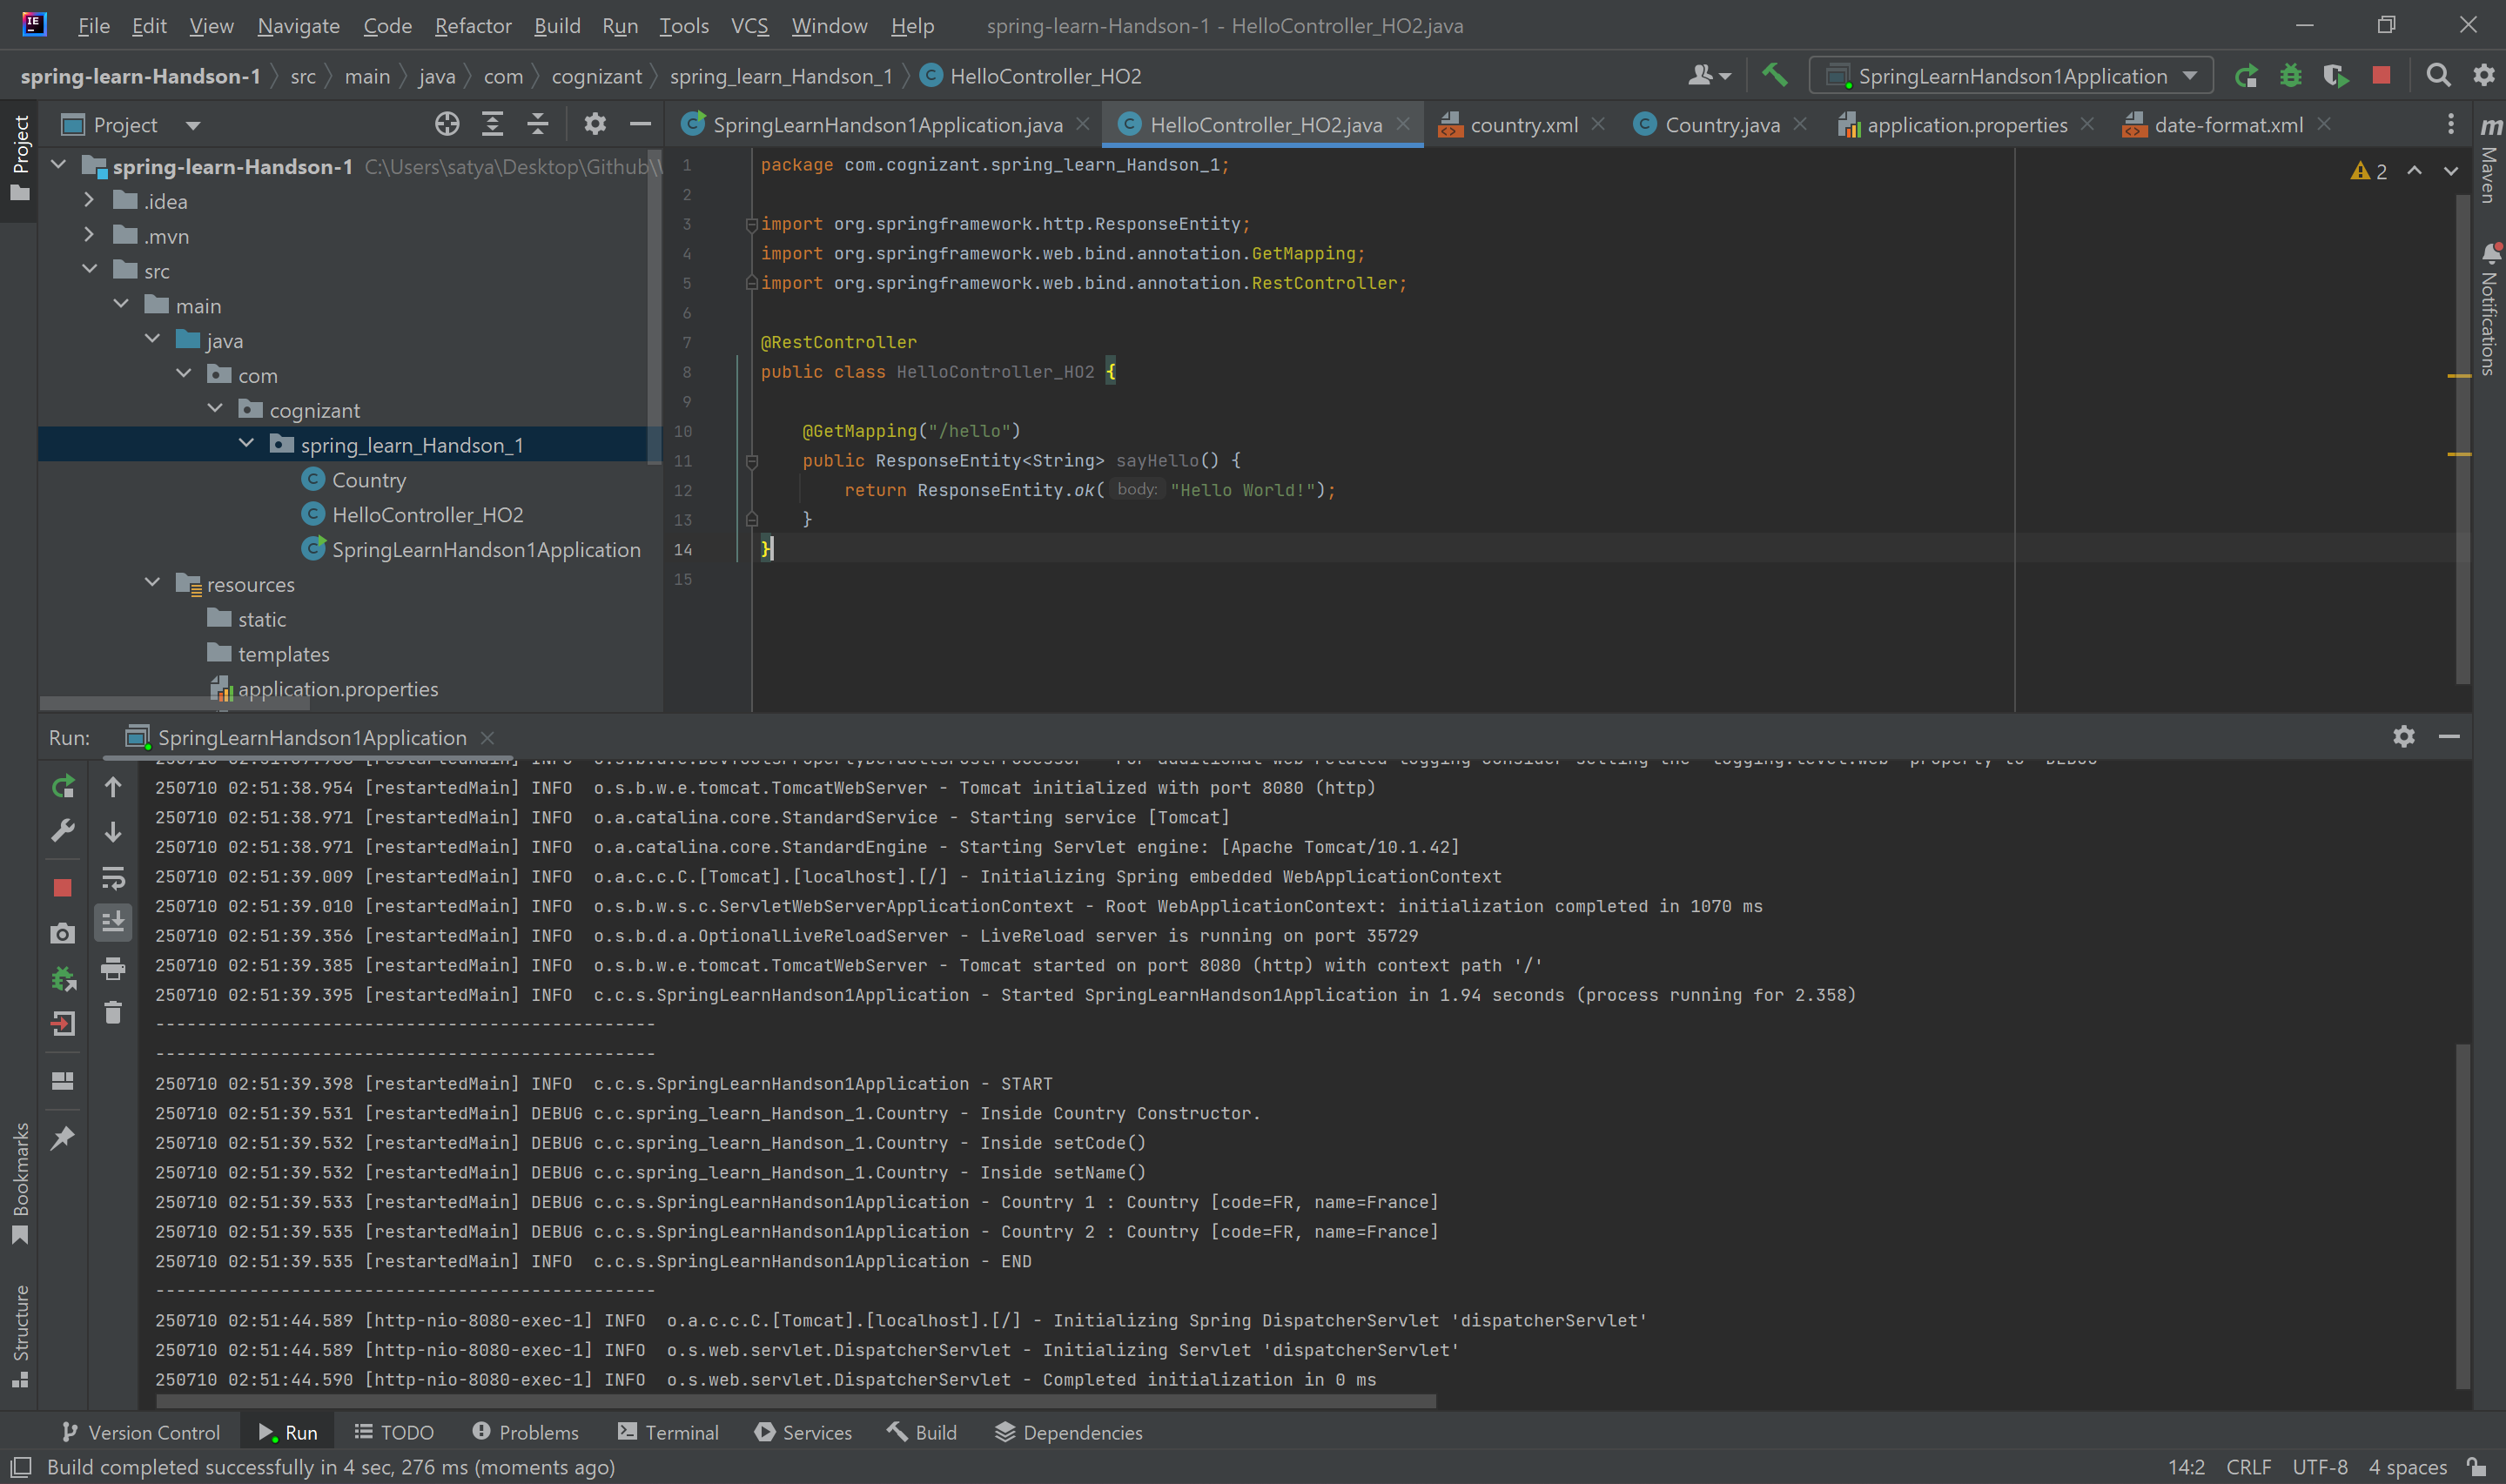 File Edit View Navigate Code Refactor Build Run Tools VCS Window Help spring-learn-Handson-1 - HelloController_HO2.java
spring-learn-Handson-1 src main java com cognizant spring_learn_Handson_1 HelloController_HO2 SpringLearnHandson1Application
Project
Project
SpringLearnHandson1Application.java HelloController_HO2.java country.xml Country.java application.properties date-format.xml
Maven
Notifications
spring-learn-Handson-1 C:\Users\satya\Desktop\Github\
.idea
.mvn
src
main
java
com
cognizant
spring_learn_Handson_1
Country
HelloController_HO2
SpringLearnHandson1Application
resources
static
templates
application.properties
2
1 package com.cognizant.spring_learn_Handson_1;
2
3 import org.springframework.http.ResponseEntity;
4 import org.springframework.web.bind.annotation.GetMapping;
5 import org.springframework.web.bind.annotation.RestController;
6
7 @RestController
8 public class HelloController_HO2 {
9
10 @GetMapping("/hello")
11 public ResponseEntity<String> sayHello() {
12 return ResponseEntity.ok( body: "Hello World!");
13 }
14 }
15
Run: SpringLearnHandson1Application
250710 02:51:38.954 [restartedMain] INFO  o.s.b.w.e.tomcat.TomcatWebServer - Tomcat initialized with port 8080 (http)
250710 02:51:38.971 [restartedMain] INFO  o.a.catalina.core.StandardService - Starting service [Tomcat]
250710 02:51:38.971 [restartedMain] INFO  o.a.catalina.core.StandardEngine - Starting Servlet engine: [Apache Tomcat/10.1.42]
250710 02:51:39.009 [restartedMain] INFO  o.a.c.c.C.[Tomcat].[localhost].[/] - Initializing Spring embedded WebApplicationContext
250710 02:51:39.010 [restartedMain] INFO  o.s.b.w.s.c.ServletWebServerApplicationContext - Root WebApplicationContext: initialization completed in 1070 ms
250710 02:51:39.356 [restartedMain] INFO  o.s.b.d.a.OptionalLiveReloadServer - LiveReload server is running on port 35729
250710 02:51:39.385 [restartedMain] INFO  o.s.b.w.e.tomcat.TomcatWebServer - Tomcat started on port 8080 (http) with context path '/'
250710 02:51:39.395 [restartedMain] INFO  c.c.s.SpringLearnHandson1Application - Started SpringLearnHandson1Application in 1.94 seconds (process running for 2.358)
------------------------------------------------
------------------------------------------------
250710 02:51:39.398 [restartedMain] INFO  c.c.s.SpringLearnHandson1Application - START
250710 02:51:39.531 [restartedMain] DEBUG c.c.spring_learn_Handson_1.Country - Inside Country Constructor.
250710 02:51:39.532 [restartedMain] DEBUG c.c.spring_learn_Handson_1.Country - Inside setCode()
250710 02:51:39.532 [restartedMain] DEBUG c.c.spring_learn_Handson_1.Country - Inside setName()
250710 02:51:39.533 [restartedMain] DEBUG c.c.s.SpringLearnHandson1Application - Country 1 : Country [code=FR, name=France]
250710 02:51:39.535 [restartedMain] DEBUG c.c.s.SpringLearnHandson1Application - Country 2 : Country [code=FR, name=France]
250710 02:51:39.535 [restartedMain] INFO  c.c.s.SpringLearnHandson1Application - END
------------------------------------------------
250710 02:51:44.589 [http-nio-8080-exec-1] INFO  o.a.c.c.C.[Tomcat].[localhost].[/] - Initializing Spring DispatcherServlet 'dispatcherServlet'
250710 02:51:44.589 [http-nio-8080-exec-1] INFO  o.s.web.servlet.DispatcherServlet - Initializing Servlet 'dispatcherServlet'
250710 02:51:44.590 [http-nio-8080-exec-1] INFO  o.s.web.servlet.DispatcherServlet - Completed initialization in 0 ms
Bookmarks
Structure
Version Control Run TODO Problems Terminal Services Build Dependencies
Build completed successfully in 4 sec, 276 ms (moments ago) 14:2 CRLF UTF-8 4 spaces